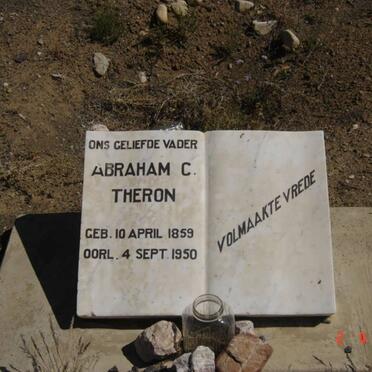 ONS GELIEFDE VADER
ABRAHAM C.
THERON
GEB. 10 APRIL 1859
OORL. 4 SEPT. 1950
VOLMAAKTE VREDE